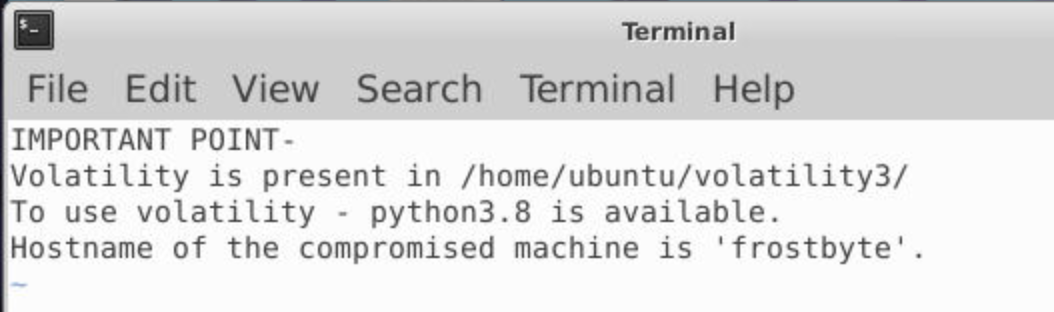 Terminal
File Edit View Search Terminal Help
IMPORTANT POINT-
Volatility is present in /home/ubuntu/volatility3/
To use volatility - python3.8 is available.
Hostname of the compromised machine is 'frostbyte'.
~